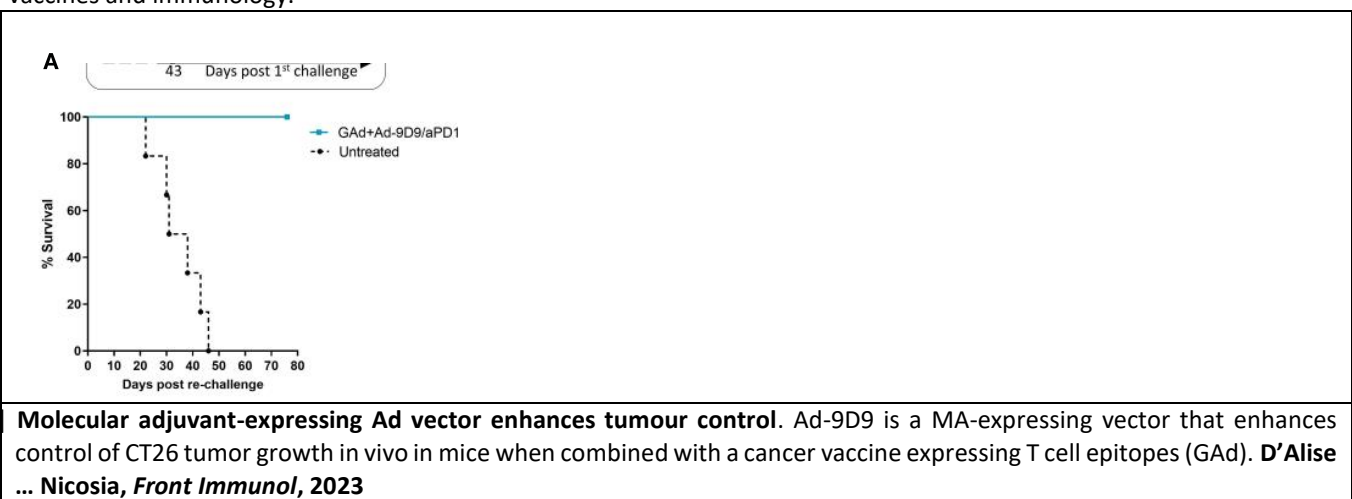 vaccines and immunology.
A
43 Days post 1st challenge
100
80
60
40
20
0
% Survival
0 10 20 30 40 50 60 70 80
Days post re-challenge
GAd+Ad-9D9/aPD1
Untreated
Molecular adjuvant-expressing Ad vector enhances tumour control. Ad-9D9 is a MA-expressing vector that enhances
control of CT26 tumor growth in vivo in mice when combined with a cancer vaccine expressing T cell epitopes (GAd). D’Alise
… Nicosia, Front Immunol, 2023